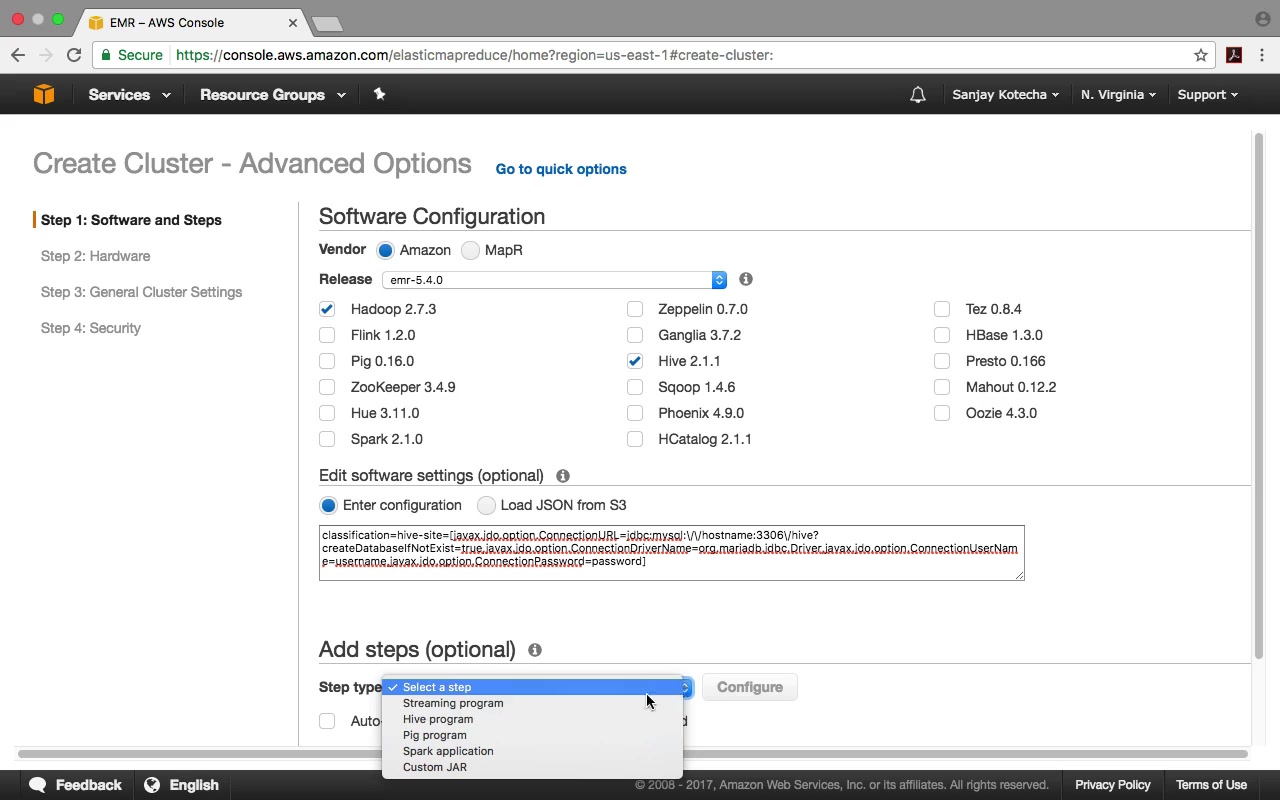 EMR – AWS Console
Secure https://console.aws.amazon.com/elasticmapreduce/home?region=us-east-1#create-cluster:
Services Resource Groups Sanjay Kotecha N. Virginia Support
Create Cluster - Advanced Options Go to quick options
Step 1: Software and Steps
Step 2: Hardware
Step 3: General Cluster Settings
Step 4: Security
Software Configuration
Vendor Amazon MapR
Release emr-5.4.0
Hadoop 2.7.3 Zeppelin 0.7.0 Tez 0.8.4
Flink 1.2.0 Ganglia 3.7.2 HBase 1.3.0
Pig 0.16.0 Hive 2.1.1 Presto 0.166
ZooKeeper 3.4.9 Sqoop 1.4.6 Mahout 0.12.2
Hue 3.11.0 Phoenix 4.9.0 Oozie 4.3.0
Spark 2.1.0 HCatalog 2.1.1
Edit software settings (optional)
Enter configuration Load JSON from S3
classification=hive-site=[javax.jdo.option.ConnectionURL=jdbc:mysql:\/\/hostname:3306\/hive?
createDatabaseIfNotExist=true,javax.jdo.option.ConnectionDriverName=org.mariadb.jdbc.Driver,javax.jdo.option.ConnectionUserNam
e=username,javax.jdo.option.ConnectionPassword=password]
Add steps (optional)
Step type Select a step Configure
Streaming program
Hive program
Auto-
Pig program
Spark application
Custom JAR
Feedback English © 2008 - 2017, Amazon Web Services, Inc. or its affiliates. All rights reserved. Privacy Policy Terms of Use